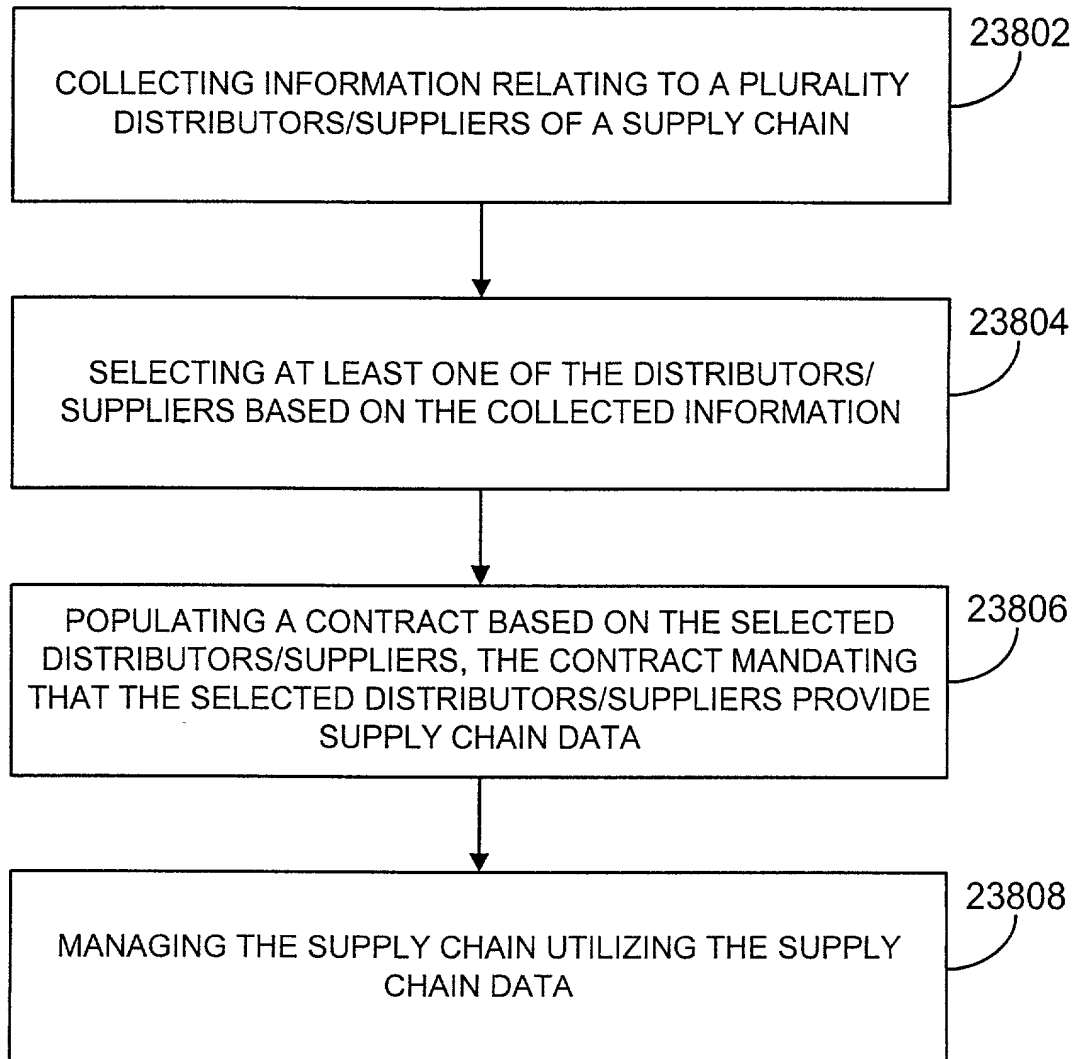 23802
COLLECTING INFORMATION RELATING TO A PLURALITY
DISTRIBUTORS/SUPPLIERS OF A SUPPLY CHAIN
23804
SELECTING AT LEAST ONE OF THE DISTRIBUTORS/
SUPPLIERS BASED ON THE COLLECTED INFORMATION
23806
POPULATING A CONTRACT BASED ON THE SELECTED
DISTRIBUTORS/SUPPLIERS, THE CONTRACT MANDATING
THAT THE SELECTED DISTRIBUTORS/SUPPLIERS PROVIDE
SUPPLY CHAIN DATA
23808
MANAGING THE SUPPLY CHAIN UTILIZING THE SUPPLY
CHAIN DATA